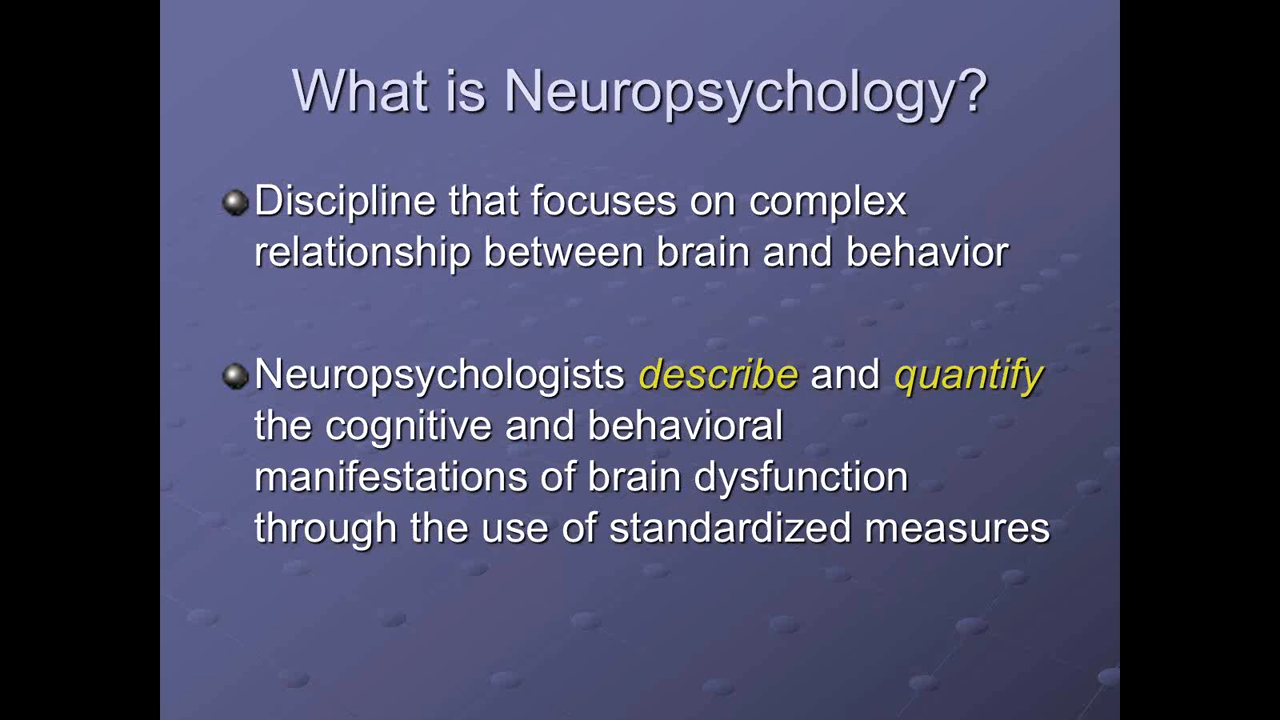 What is Neuropsychology?
Discipline that focuses on complex
relationship between brain and behavior
Neuropsychologists describe and quantify
the cognitive and behavioral
manifestations of brain dysfunction
through the use of standardized measures